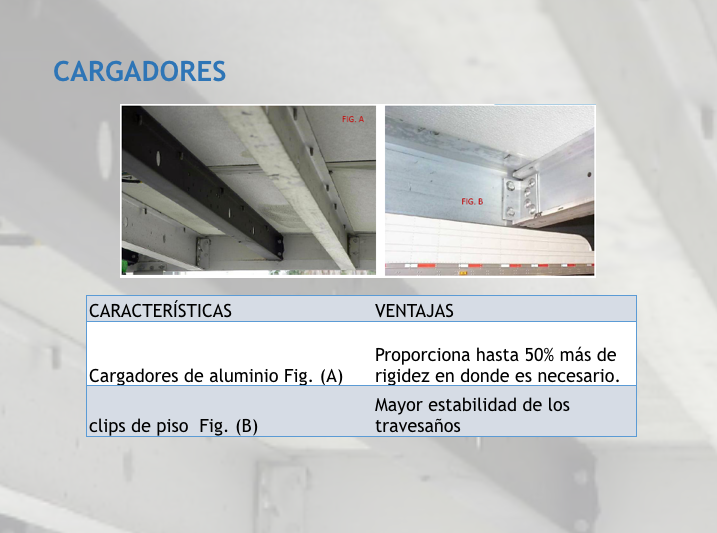 CARGADORES
FIG. A
FIG. B
CARACTERÍSTICAS VENTAJAS
Cargadores de aluminio Fig. (A)
Proporciona hasta 50% más de
rigidez en donde es necesario.
clips de piso  Fig. (B)
Mayor estabilidad de los
travesaños